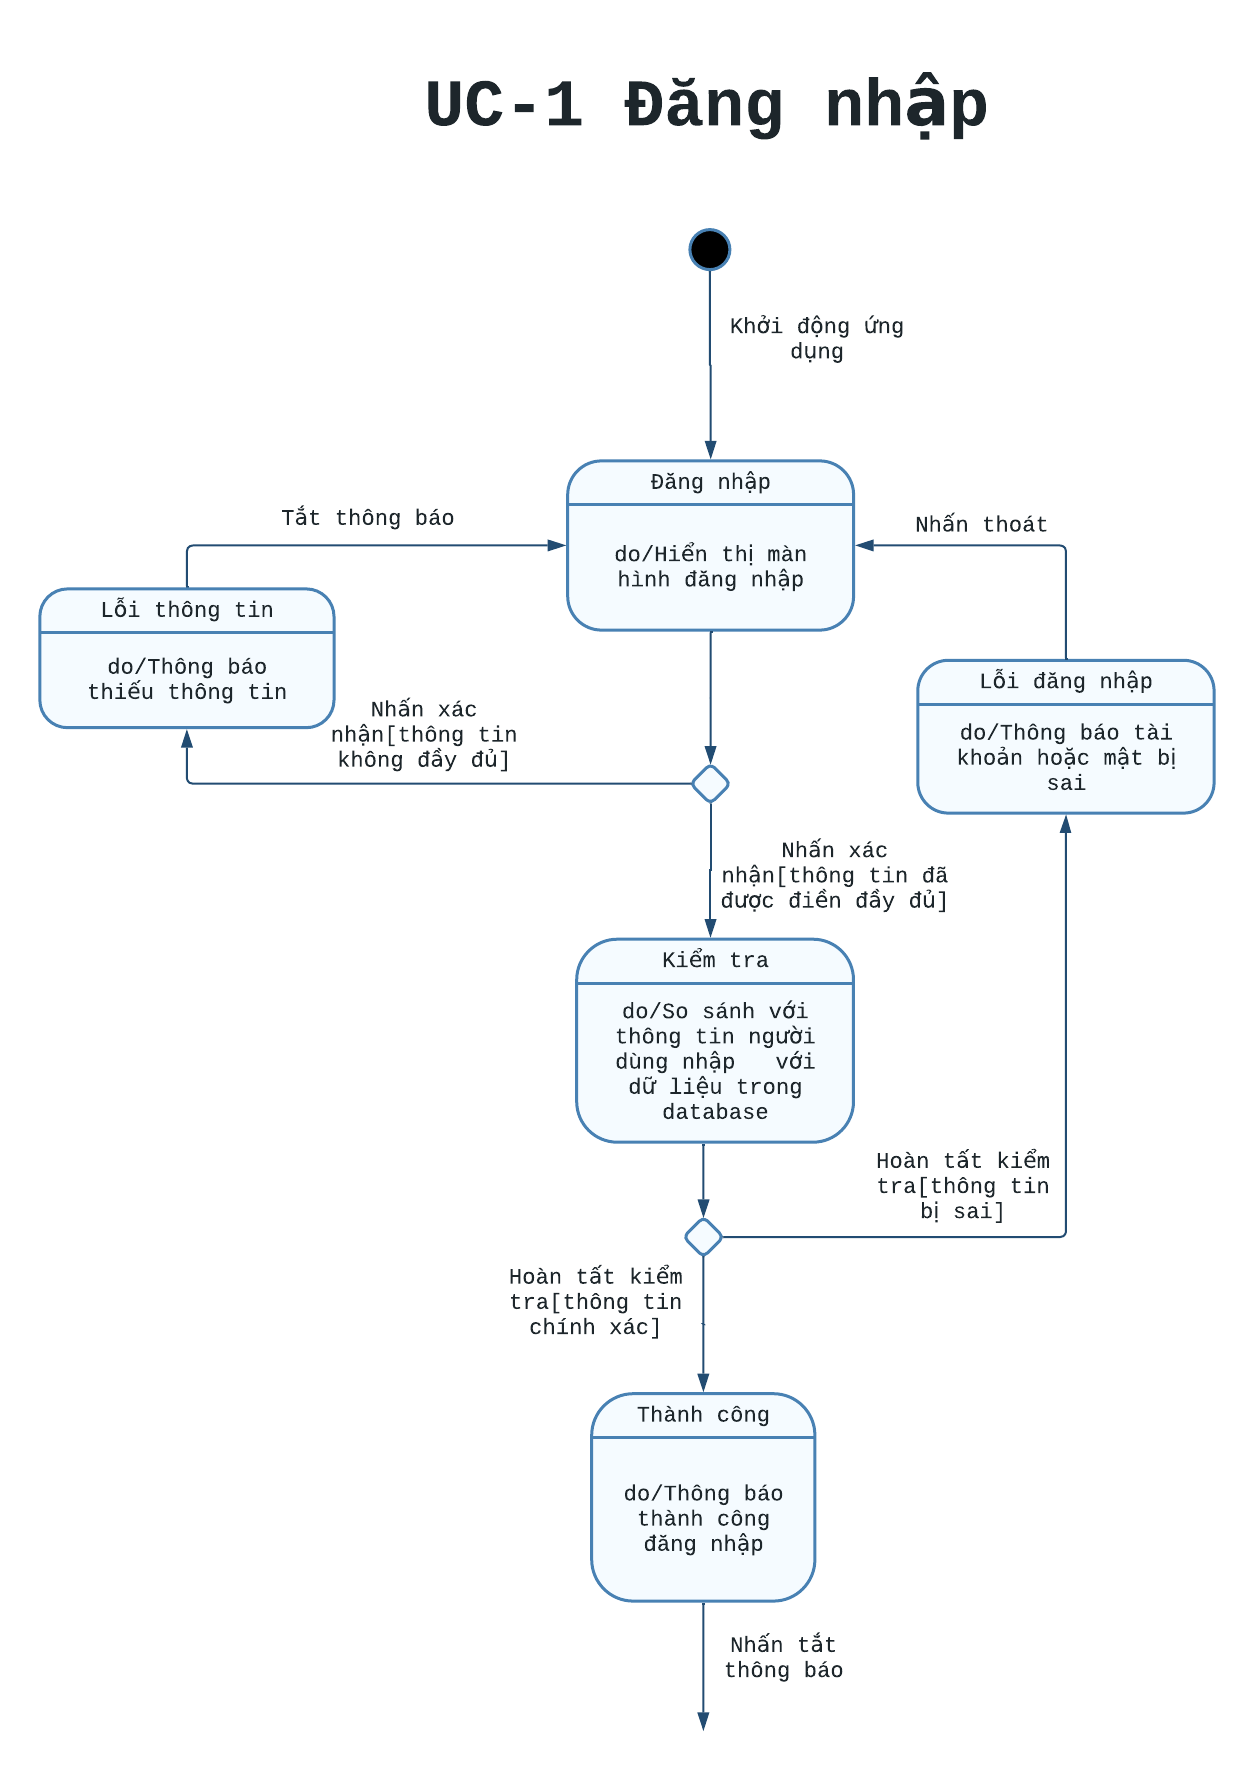 UC-1 Đăng nhập
Khởi động ứng
dụng
Đăng nhập
do/Hiển thị màn
hình đăng nhập
Tắt thông báo
Nhấn thoát
Lỗi thông tin
do/Thông báo
thiếu thông tin
Nhấn xác
nhận[thông tin
không đầy đủ]
Lỗi đăng nhập
do/Thông báo tài
khoản hoặc mật bị
sai
Nhấn xác
nhận[thông tin đã
được điền đầy đủ]
Kiểm tra
do/So sánh với
thông tin người
dùng nhập   với
dữ liệu trong
database
Hoàn tất kiểm
tra[thông tin
bị sai]
Hoàn tất kiểm
tra[thông tin
chính xác]
Thành công
do/Thông báo
thành công
đăng nhập
Nhấn tắt
thông báo